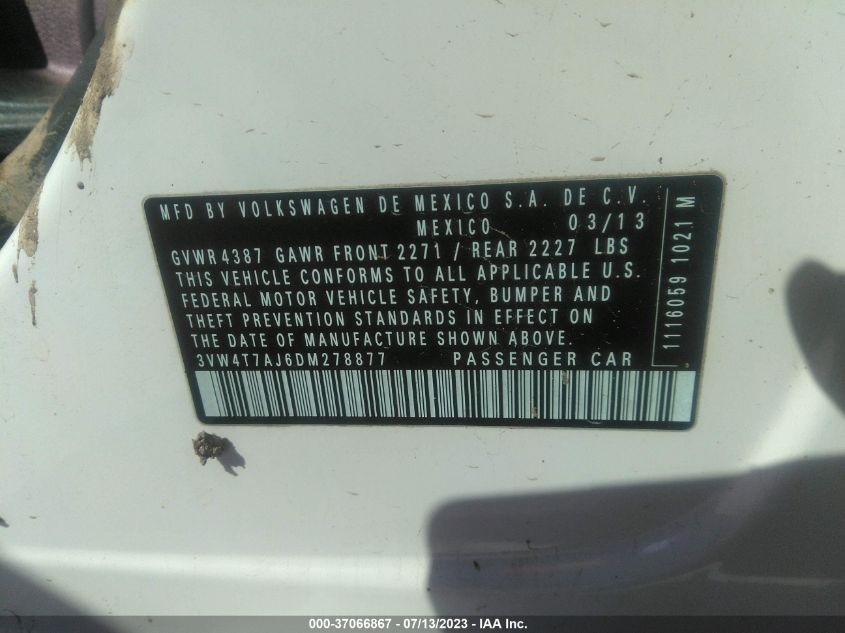 MFD BY VOLKSWAGEN DE MEXICO S.A. DE C.V.
MEXICO 03/13
GVWR 4387 GAWR FRONT 2271 / REAR 2227 LBS
THIS VEHICLE CONFORMS TO ALL APPLICABLE U.S.
FEDERAL MOTOR VEHICLE SAFETY, BUMPER AND
THEFT PREVENTION STANDARDS IN EFFECT ON
THE DATE OF MANUFACTURE SHOWN ABOVE.
3VW4T7AJ6DM278877 PASSENGER CAR
1116059 1021 M
000-37066867 - 07/13/2023 - IAA Inc.